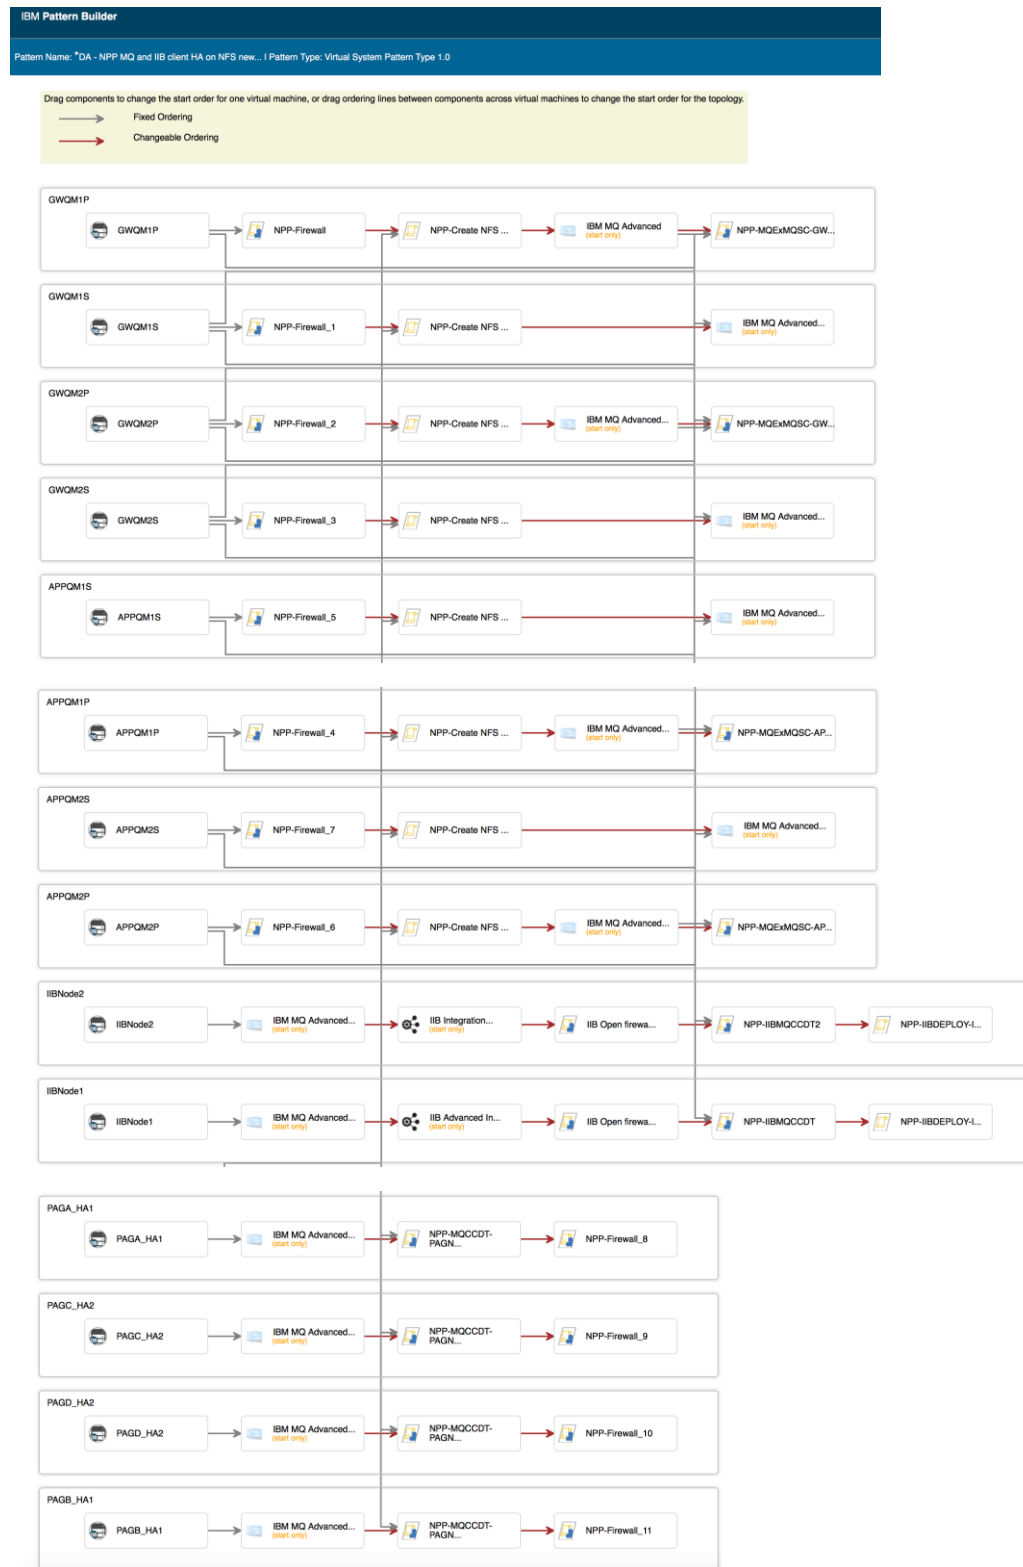 IBM Pattern Builder
Pattern Name: *DA - NPP MQ and IIB client HA on NFS new... I Pattern Type: Virtual System Pattern Type 1.0
Drag components to change the start order for one virtual machine, or drag ordering lines between components across virtual machines to change the start order for the topology.
Fixed Ordering
Changeable Ordering
GWQM1P
GWQM1P NPP-Firewall NPP-Create NFS ... IBM MQ Advanced NPP-MQExMQSC-GW...
(start only)
GWQM1S
GWQM1S NPP-Firewall_1 NPP-Create NFS ... IBM MQ Advanced...
(start only)
GWQM2P
GWQM2P NPP-Firewall_2 NPP-Create NFS ... IBM MQ Advanced... NPP-MQExMQSC-GW...
(start only)
GWQM2S
GWQM2S NPP-Firewall_3 NPP-Create NFS ... IBM MQ Advanced...
(start only)
APPQM1S
APPQM1S NPP-Firewall_5 NPP-Create NFS ... IBM MQ Advanced...
(start only)
APPQM1P
APPQM1P NPP-Firewall_4 NPP-Create NFS ... IBM MQ Advanced... NPP-MQExMQSC-AP...
(start only)
APPQM2S
APPQM2S NPP-Firewall_7 NPP-Create NFS ... IBM MQ Advanced...
(start only)
APPQM2P
APPQM2P NPP-Firewall_6 NPP-Create NFS ... IBM MQ Advanced... NPP-MQExMQSC-AP...
(start only)
IIBNode2
IIBNode2 IBM MQ Advanced... IIB Integration... IIB Open firewa... NPP-IIBMQCCDT2 NPP-IIBDEPLOY-I...
(start only) (start only)
IIBNode1
IIBNode1 IBM MQ Advanced... IIB Advanced In... IIB Open firewa... NPP-IIBMQCCDT NPP-IIBDEPLOY-I...
(start only) (start only)
PAGA_HA1
PAGA_HA1 IBM MQ Advanced... NPP-MQCCDT- NPP-Firewall_8
(start only) PAGN...
PAGC_HA2
PAGC_HA2 IBM MQ Advanced... NPP-MQCCDT- NPP-Firewall_9
(start only) PAGN...
PAGD_HA2
PAGD_HA2 IBM MQ Advanced... NPP-MQCCDT- NPP-Firewall_10
(start only) PAGN...
PAGB_HA1
PAGB_HA1 IBM MQ Advanced... NPP-MQCCDT- NPP-Firewall_11
(start only) PAGN...